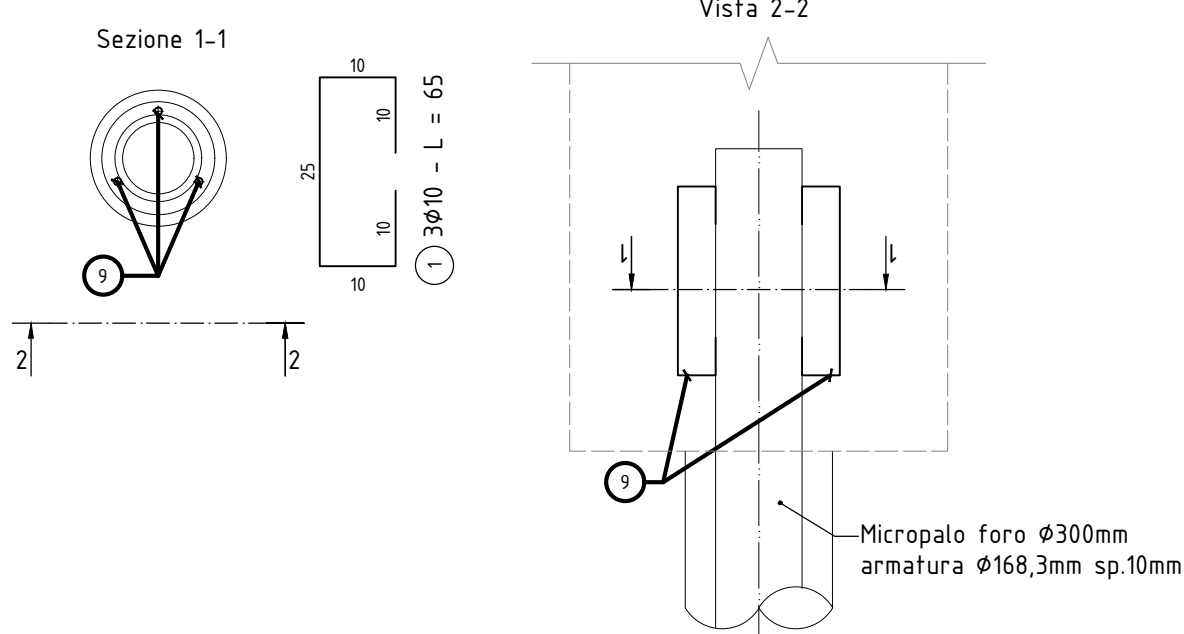 Vista 2-2
Sezione 1-1
10
10
25
10
10
1 3Ø10 - L = 65
9
2 2
1 1
9
Micropalo foro Ø300mm
armatura Ø168,3mm sp.10mm